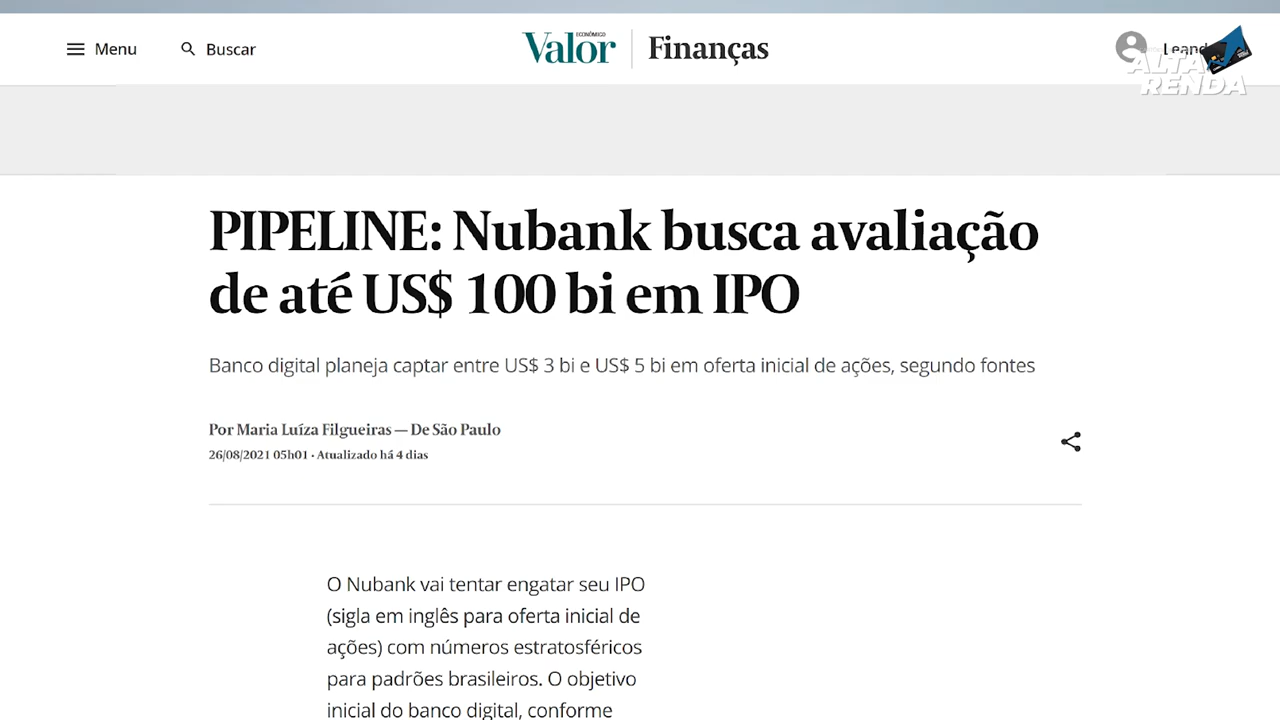 Menu
Buscar
Valor
ECONÔMICO
Finanças
Leand
ALTA
RENDA
PIPELINE: Nubank busca avaliação
de até US$ 100 bi em IPO
Banco digital planeja captar entre US$ 3 bi e US$ 5 bi em oferta inicial de ações, segundo fontes
Por Maria Luíza Filgueiras — De São Paulo
26/08/2021 05h01 · Atualizado há 4 dias
O Nubank vai tentar engatar seu IPO
(sigla em inglês para oferta inicial de
ações) com números estratosféricos
para padrões brasileiros. O objetivo
inicial do banco digital, conforme